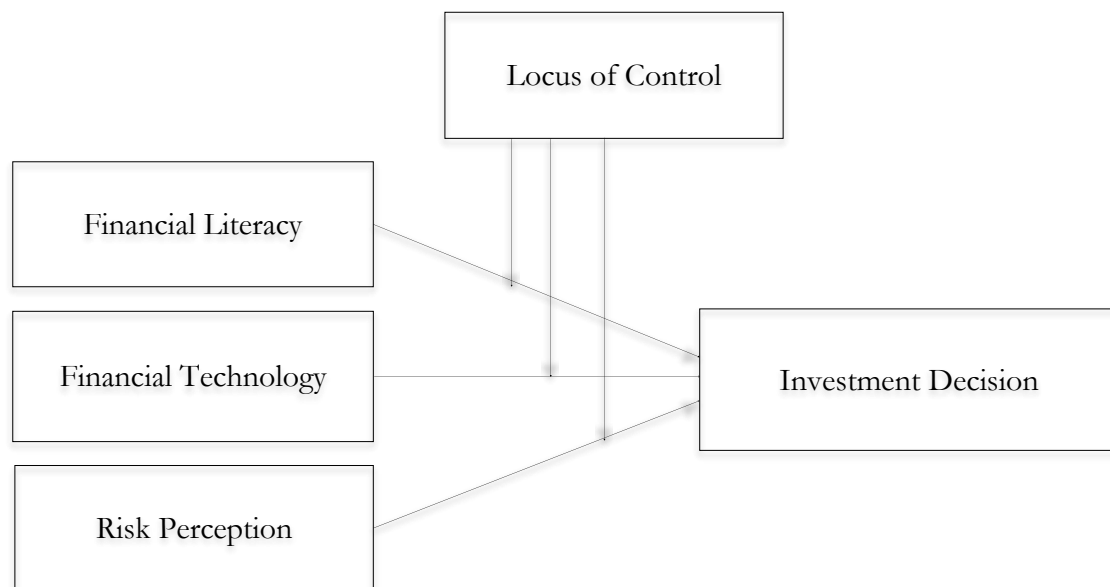 Locus of Control
Financial Literacy
Financial Technology
Investment Decision
Risk Perception